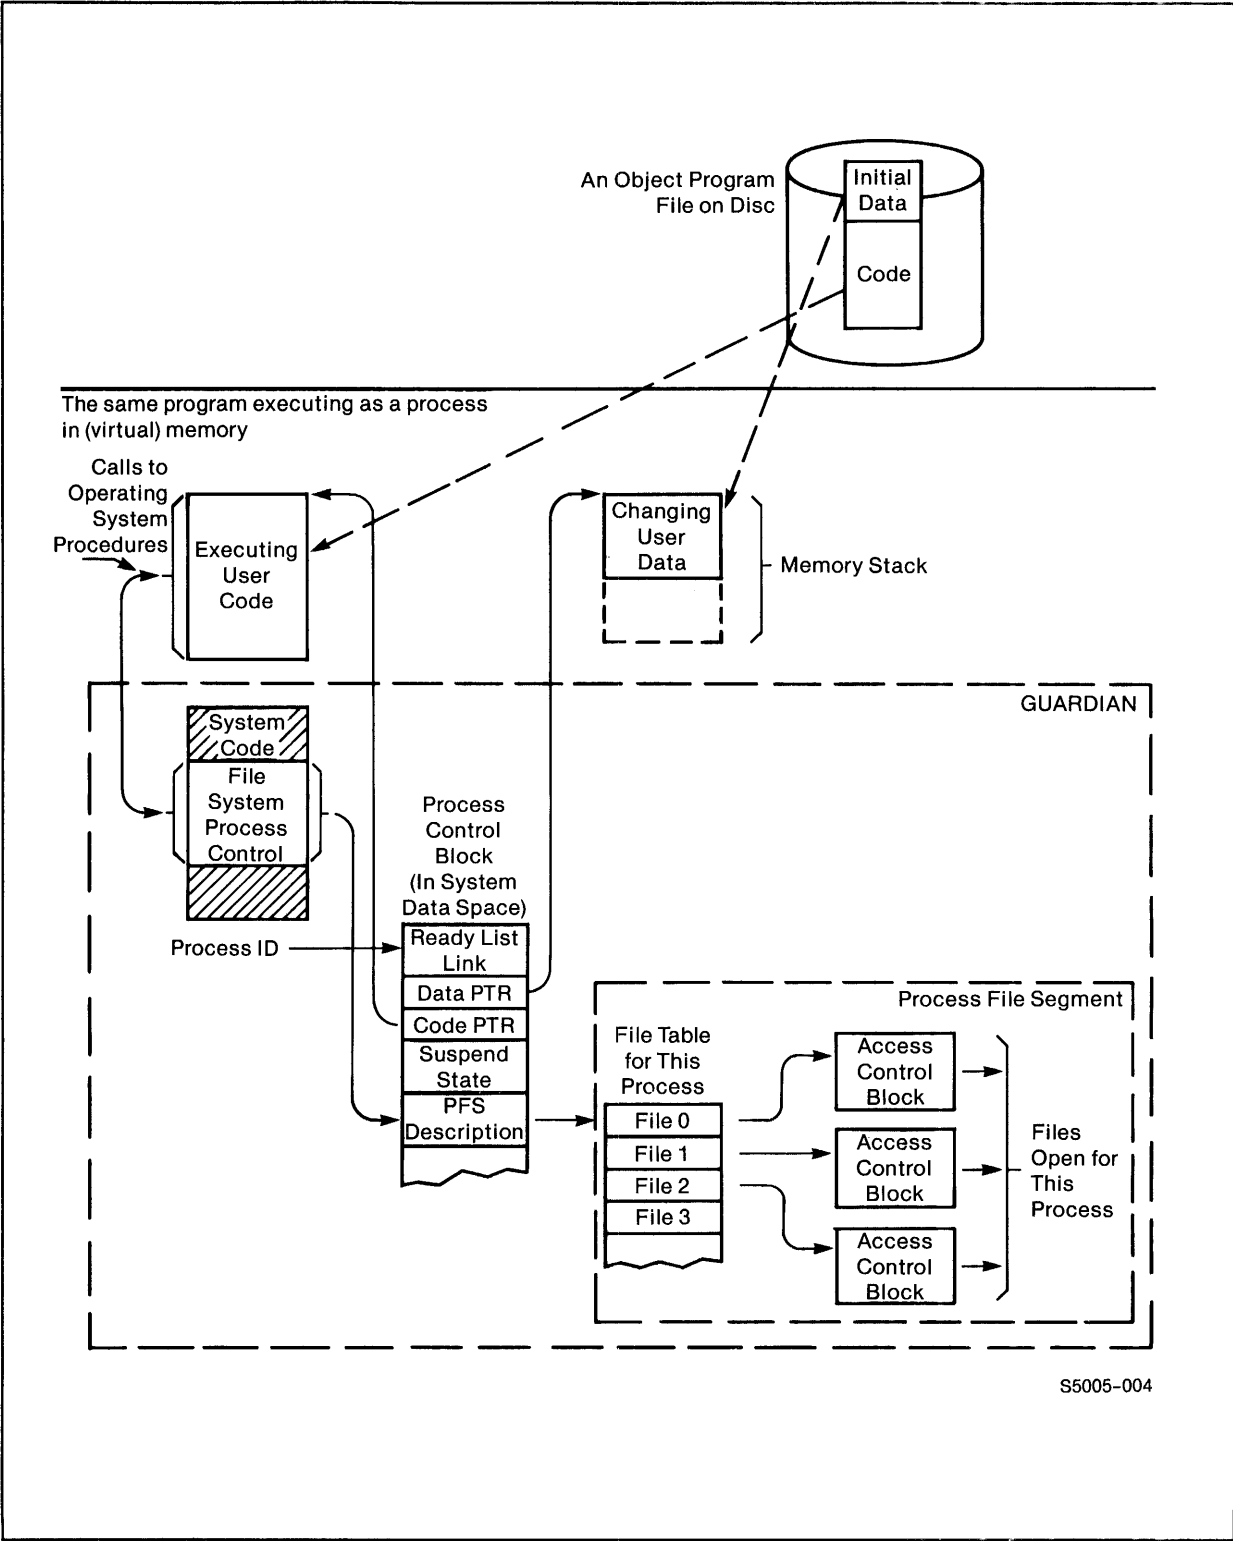 An Object Program
File on Disc
Initial
Data
Code
The same program executing as a process
in (virtual) memory
Calls to
Operating
System
Procedures
Executing
User
Code
Changing
User
Data
Memory Stack
GUARDIAN
System
Code
File
System
Process
Control
Process
Control
Block
(In System
Data Space)
Process ID
Ready List
Link
Data PTR
Code PTR
Suspend
State
PFS
Description
Process File Segment
File Table
for This
Process
File 0
File 1
File 2
File 3
Access
Control
Block
Access
Control
Block
Access
Control
Block
Files
Open for
This
Process
S5005-004